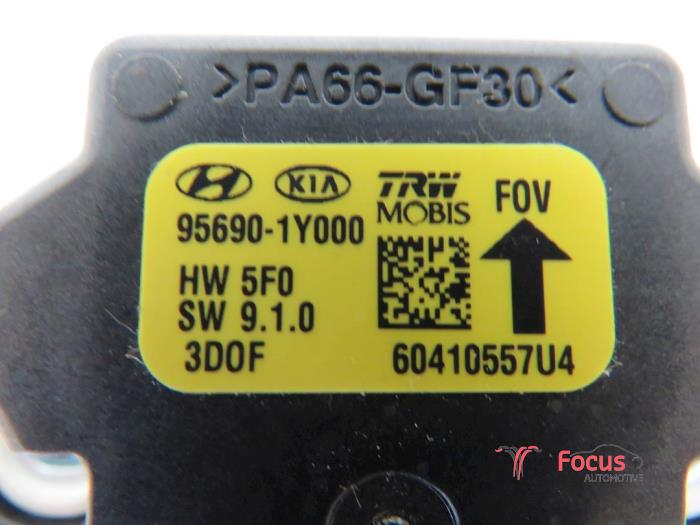 >PA66-GF30<
KIA TRW FOV
95690-1Y000 MOBIS
HW 5F0
SW 9.1.0
3DOF 60410557U4
Focus
AUTOMOTIVE